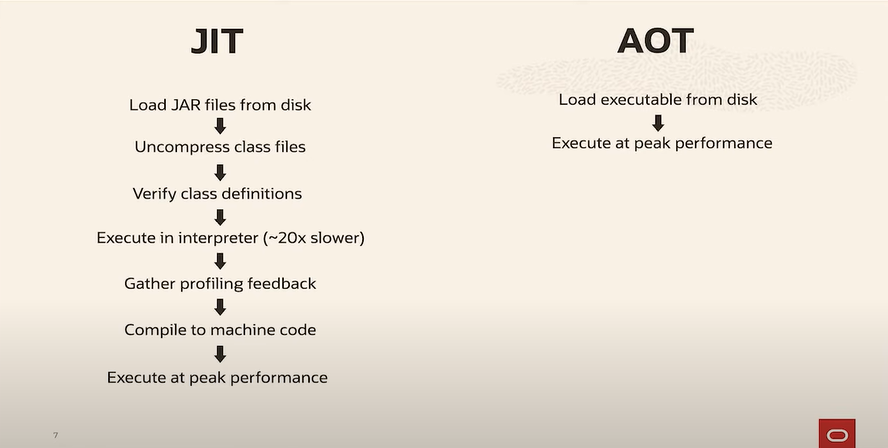 JIT
Load JAR files from disk
Uncompress class files
Verify class definitions
Execute in interpreter (~20x slower)
Gather profiling feedback
Compile to machine code
Execute at peak performance
AOT
Load executable from disk
Execute at peak performance
7